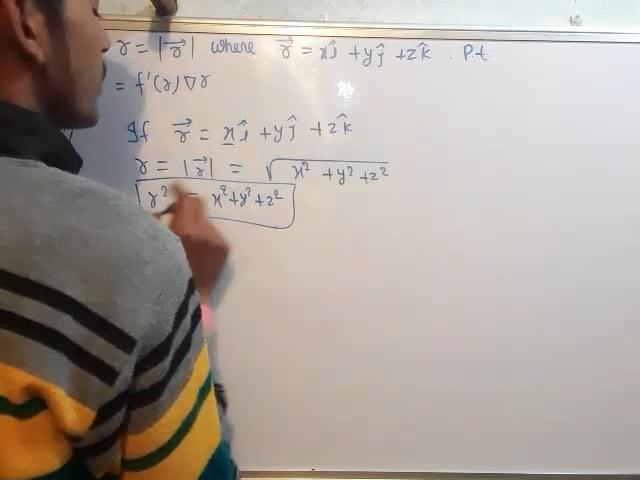 r = |r⃗| where r⃗ = xî + yĵ + zk̂ . P.t.
= f'(r) ∇r
If r⃗ = xî + yĵ + zk̂
r = |r⃗| = √x² + y² + z²
r² = x² + y² + z²